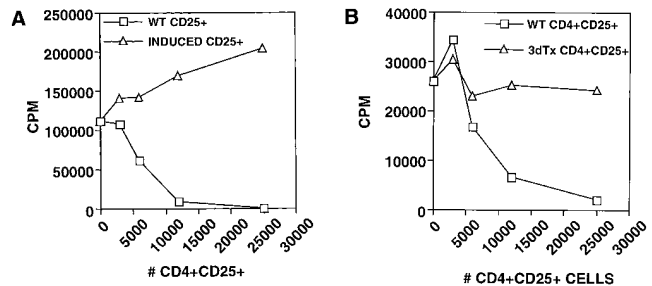 A
WT CD25+
INDUCED CD25+
250000
200000
150000
100000
50000
0
CPM
0
5000
10000
15000
20000
25000
30000
# CD4+CD25+
B
WT CD4+CD25+
3dTx CD4+CD25+
40000
30000
20000
10000
0
CPM
0
5000
10000
15000
20000
25000
30000
# CD4+CD25+ CELLS